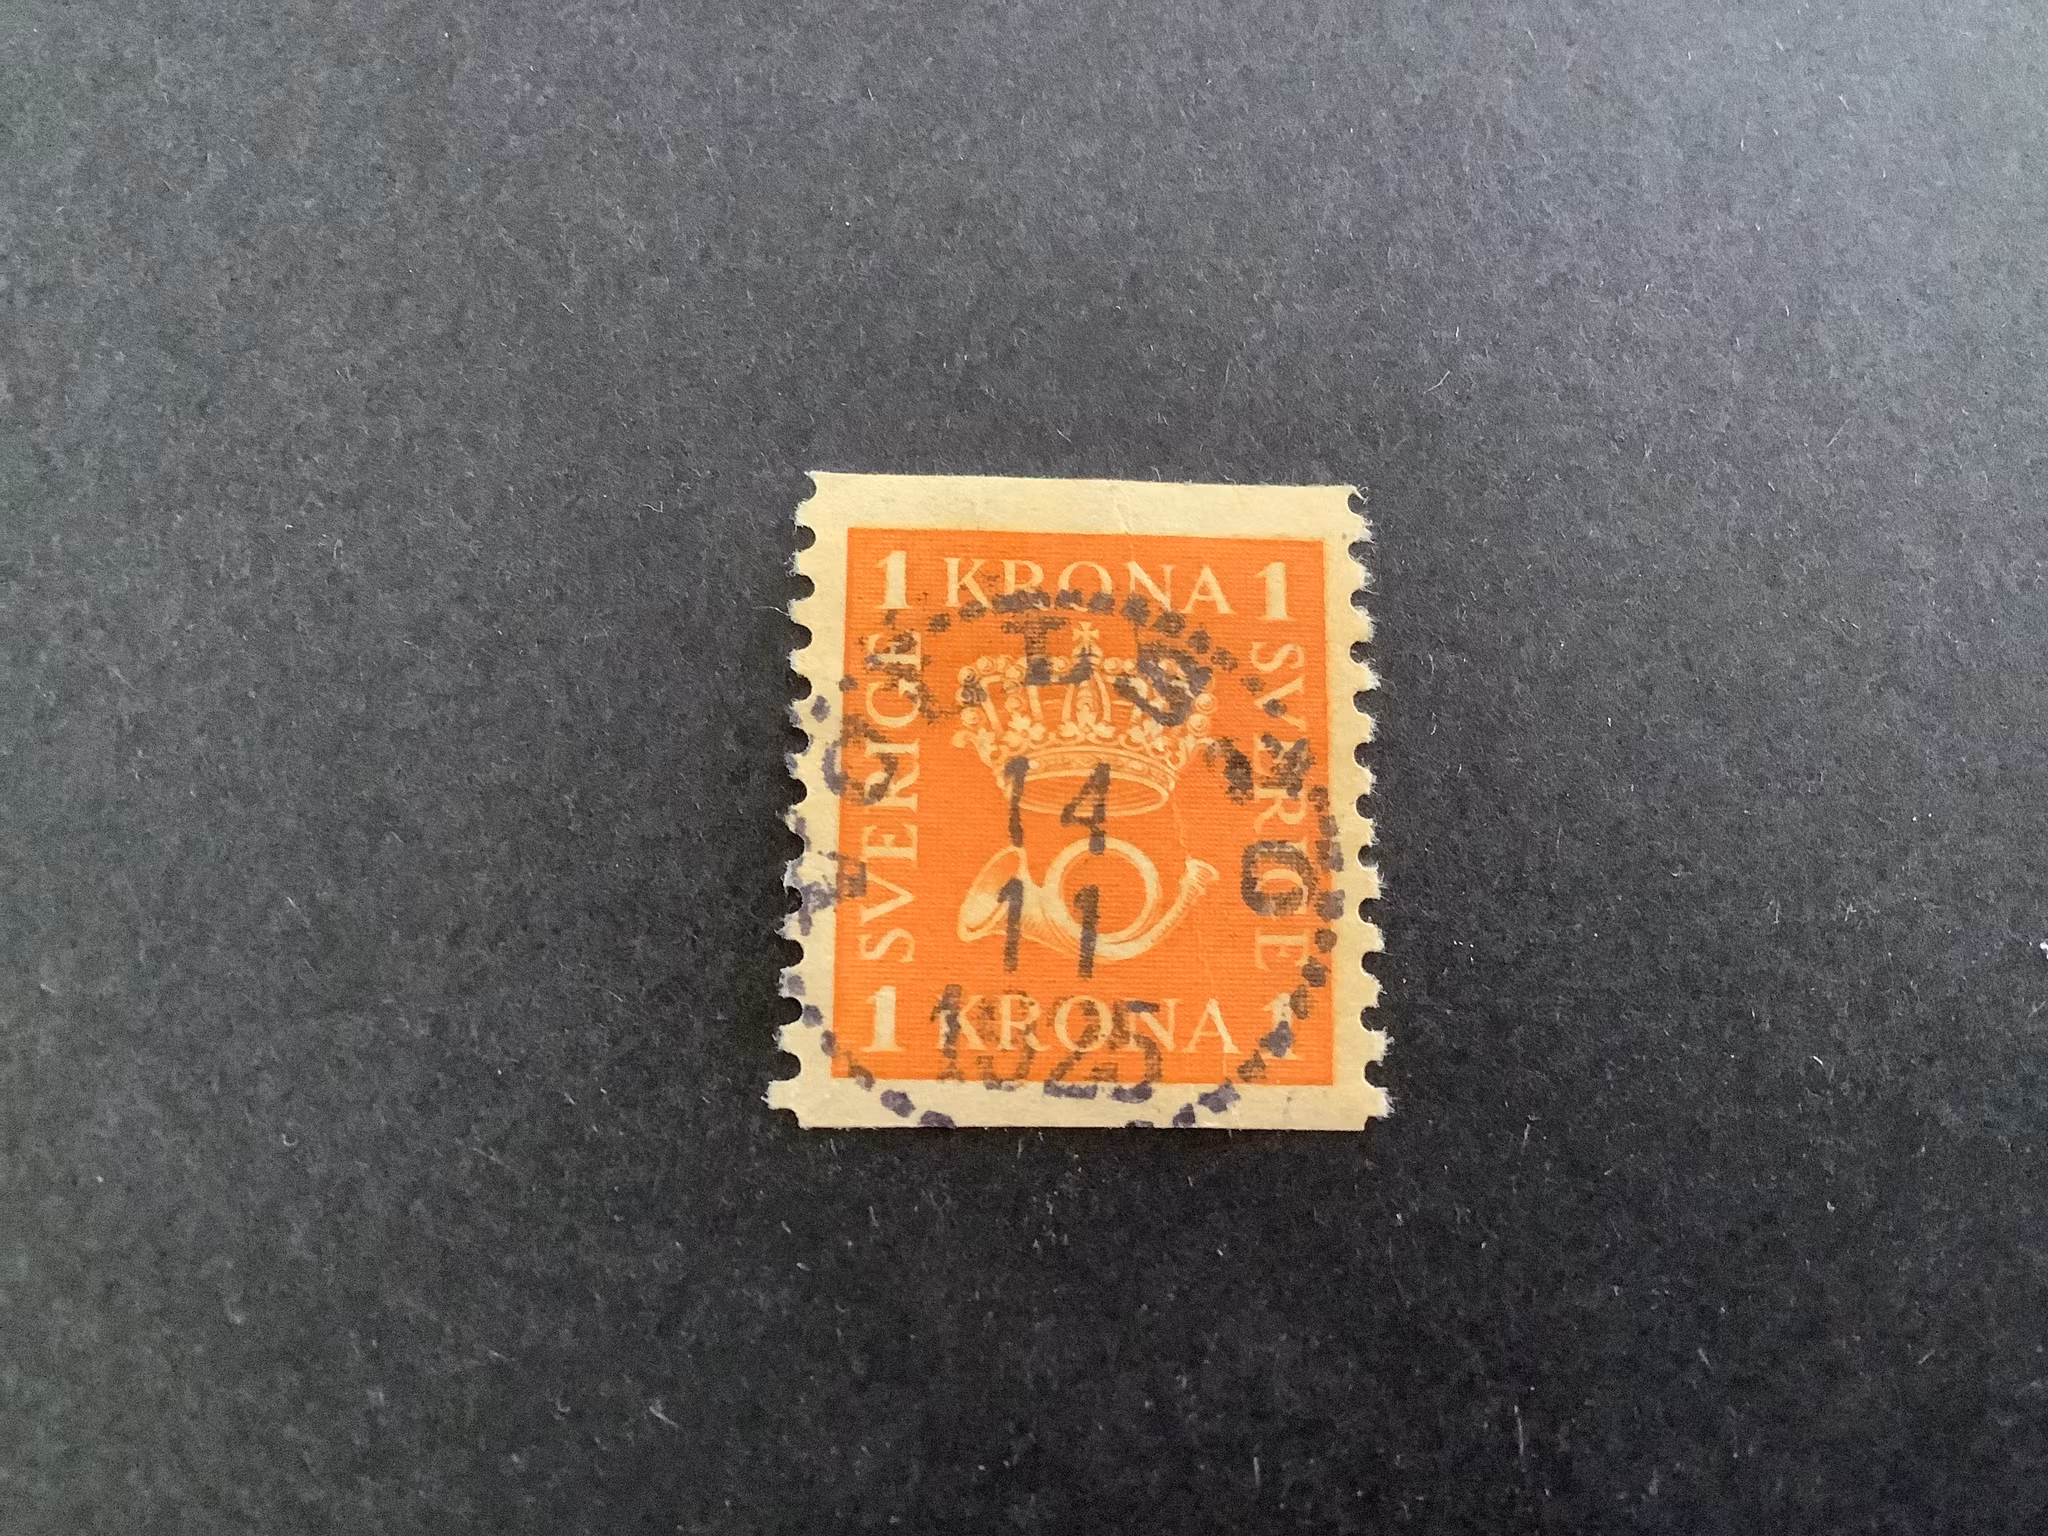 1 KRONA 1
SVERIGE
SVERIGE
14
11
1925
1 KRONA 1